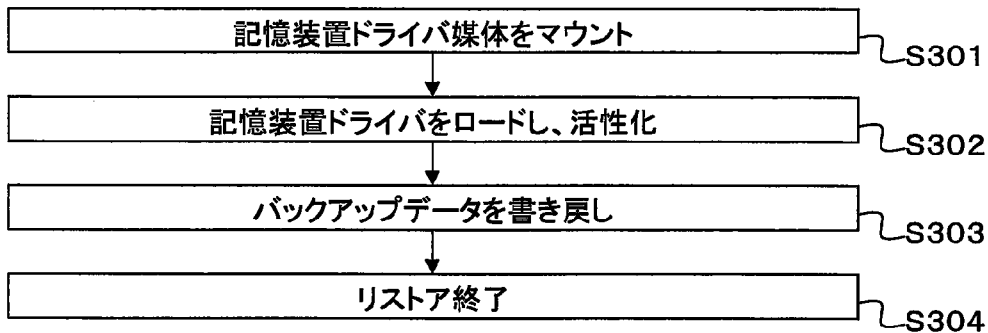 記憶装置ドライバ媒体をマウント
S301
記憶装置ドライバをロードし、活性化
S302
バックアップデータを書き戻し
S303
リストア終了
S304